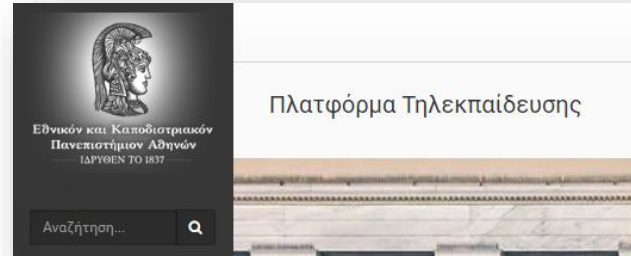 Εθνικόν και Καποδιστριακόν
Πανεπιστήμιον Αθηνών
ΙΔΡΥΘΕΝ ΤΟ 1837
Πλατφόρμα Τηλεκπαίδευσης
Αναζήτηση...